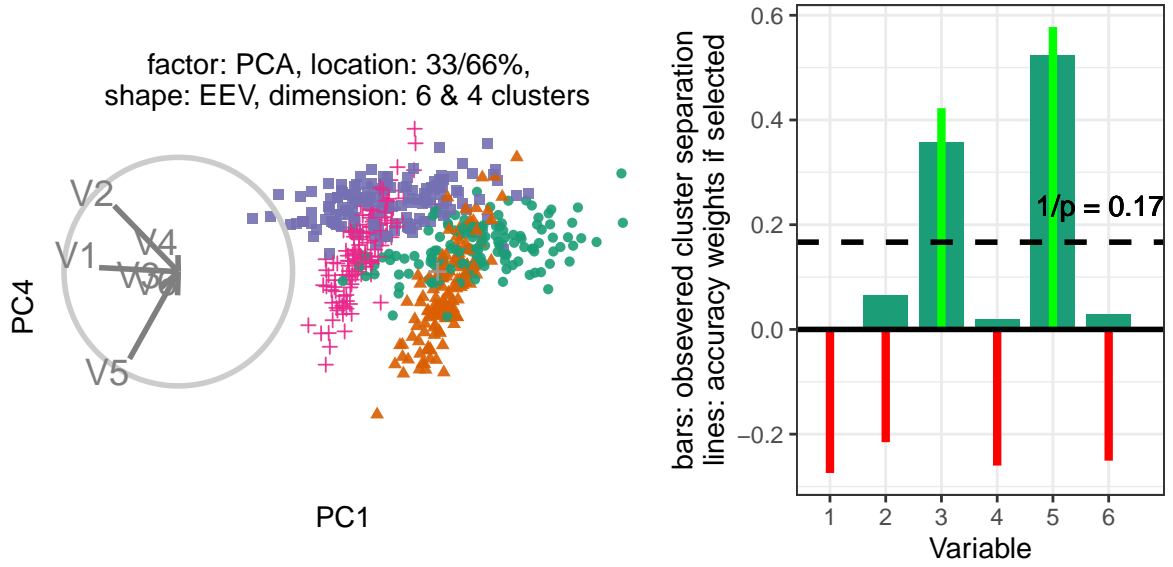 factor: PCA, location: 33/66%,
shape: EEV, dimension: 6 & 4 clusters
V2
V4
V1
V3
V5
PC4
PC1
bars: obsevered cluster separation
lines: accuracy weights if selected
0.6
0.4
0.2
0.0
−0.2
1/p = 0.17
1
2
3
4
5
6
Variable